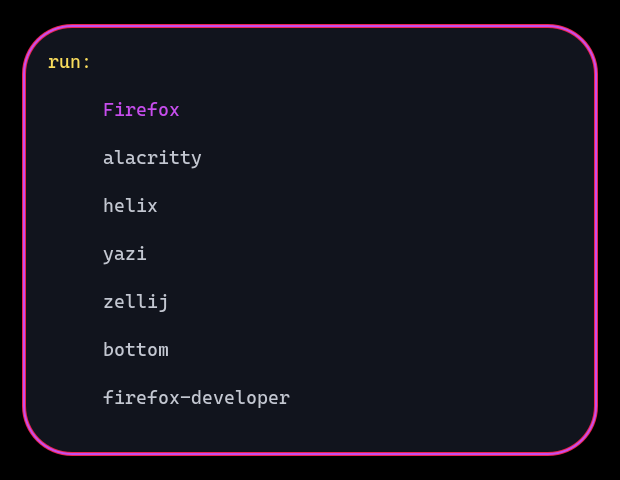 run:
Firefox
alacritty
helix
yazi
zellij
bottom
firefox-developer